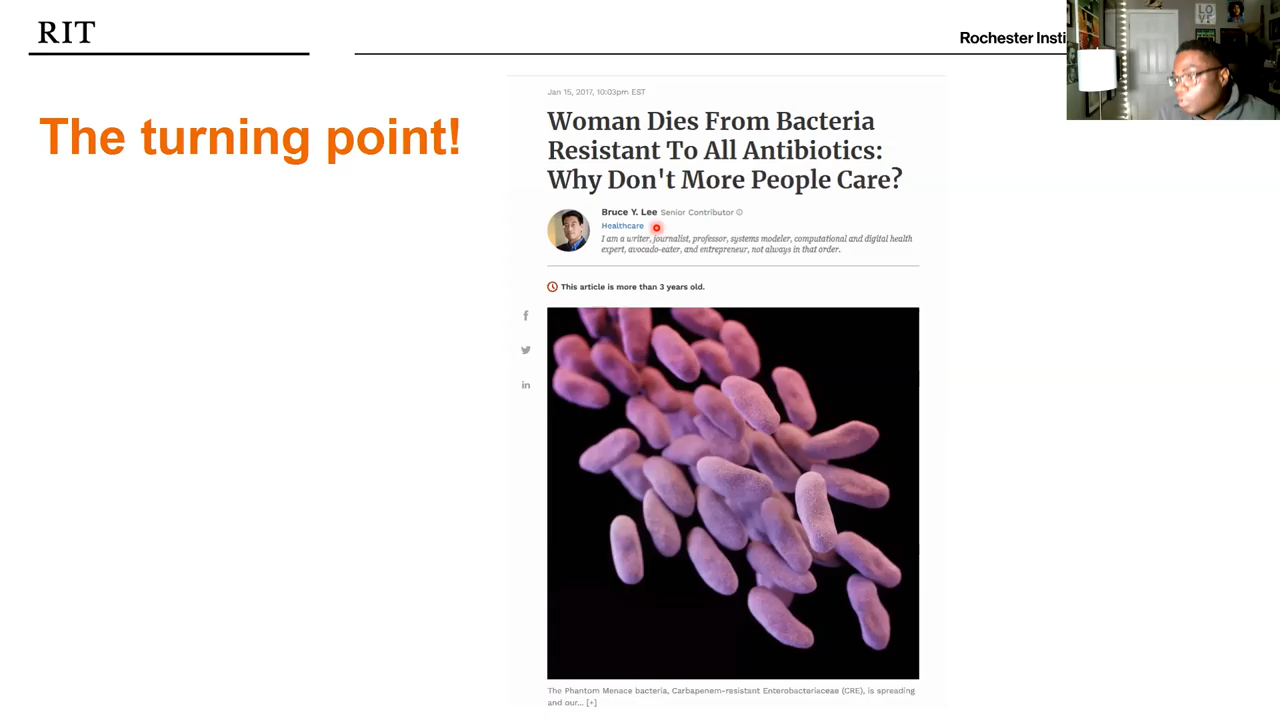 RIT
Rochester Insti
The turning point!
Jan 15, 2017, 10:03pm EST
Woman Dies From Bacteria
Resistant To All Antibiotics:
Why Don't More People Care?
Bruce Y. Lee Senior Contributor
Healthcare
I am a writer, journalist, professor, systems modeler, computational and digital health
expert, avocado-eater, and entrepreneur, not always in that order.
This article is more than 3 years old.
f
in
The Phantom Menace bacteria, Carbapenem-resistant Enterobacteriaceae (CRE), is spreading
and our... [+]
LOVE